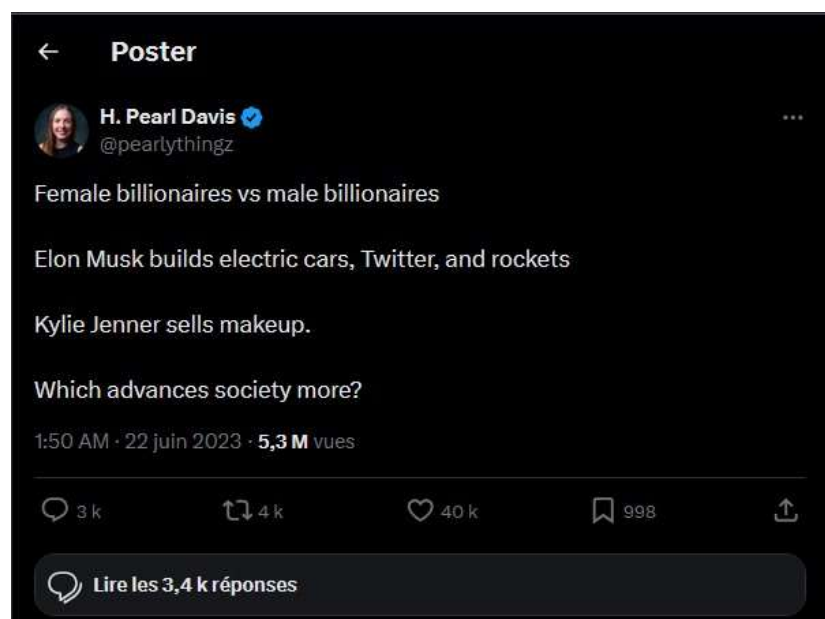 Poster
H. Pearl Davis
@pearlythingz
Female billionaires vs male billionaires
Elon Musk builds electric cars, Twitter, and rockets
Kylie Jenner sells makeup.
Which advances society more?
1:50 AM · 22 juin 2023 · 5,3 M vues
3 k 4 k 40 k 998
Lire les 3,4 k réponses